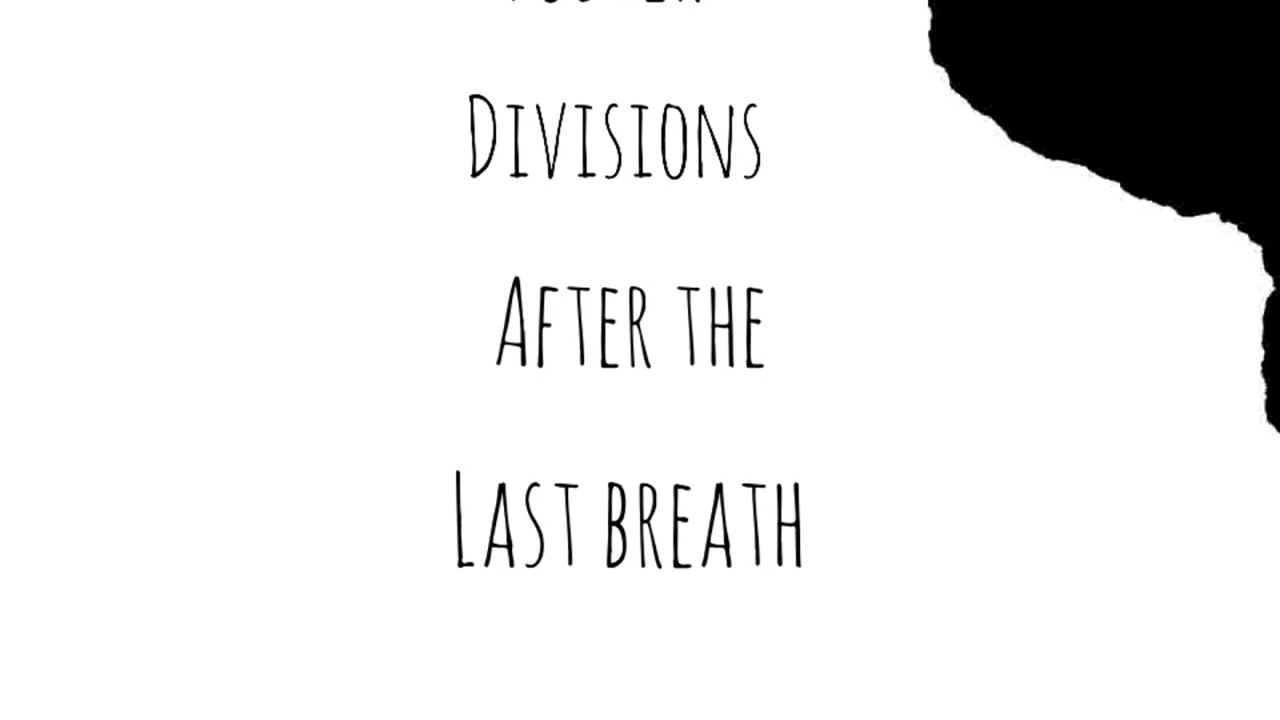 Divisions
After the
Last breath